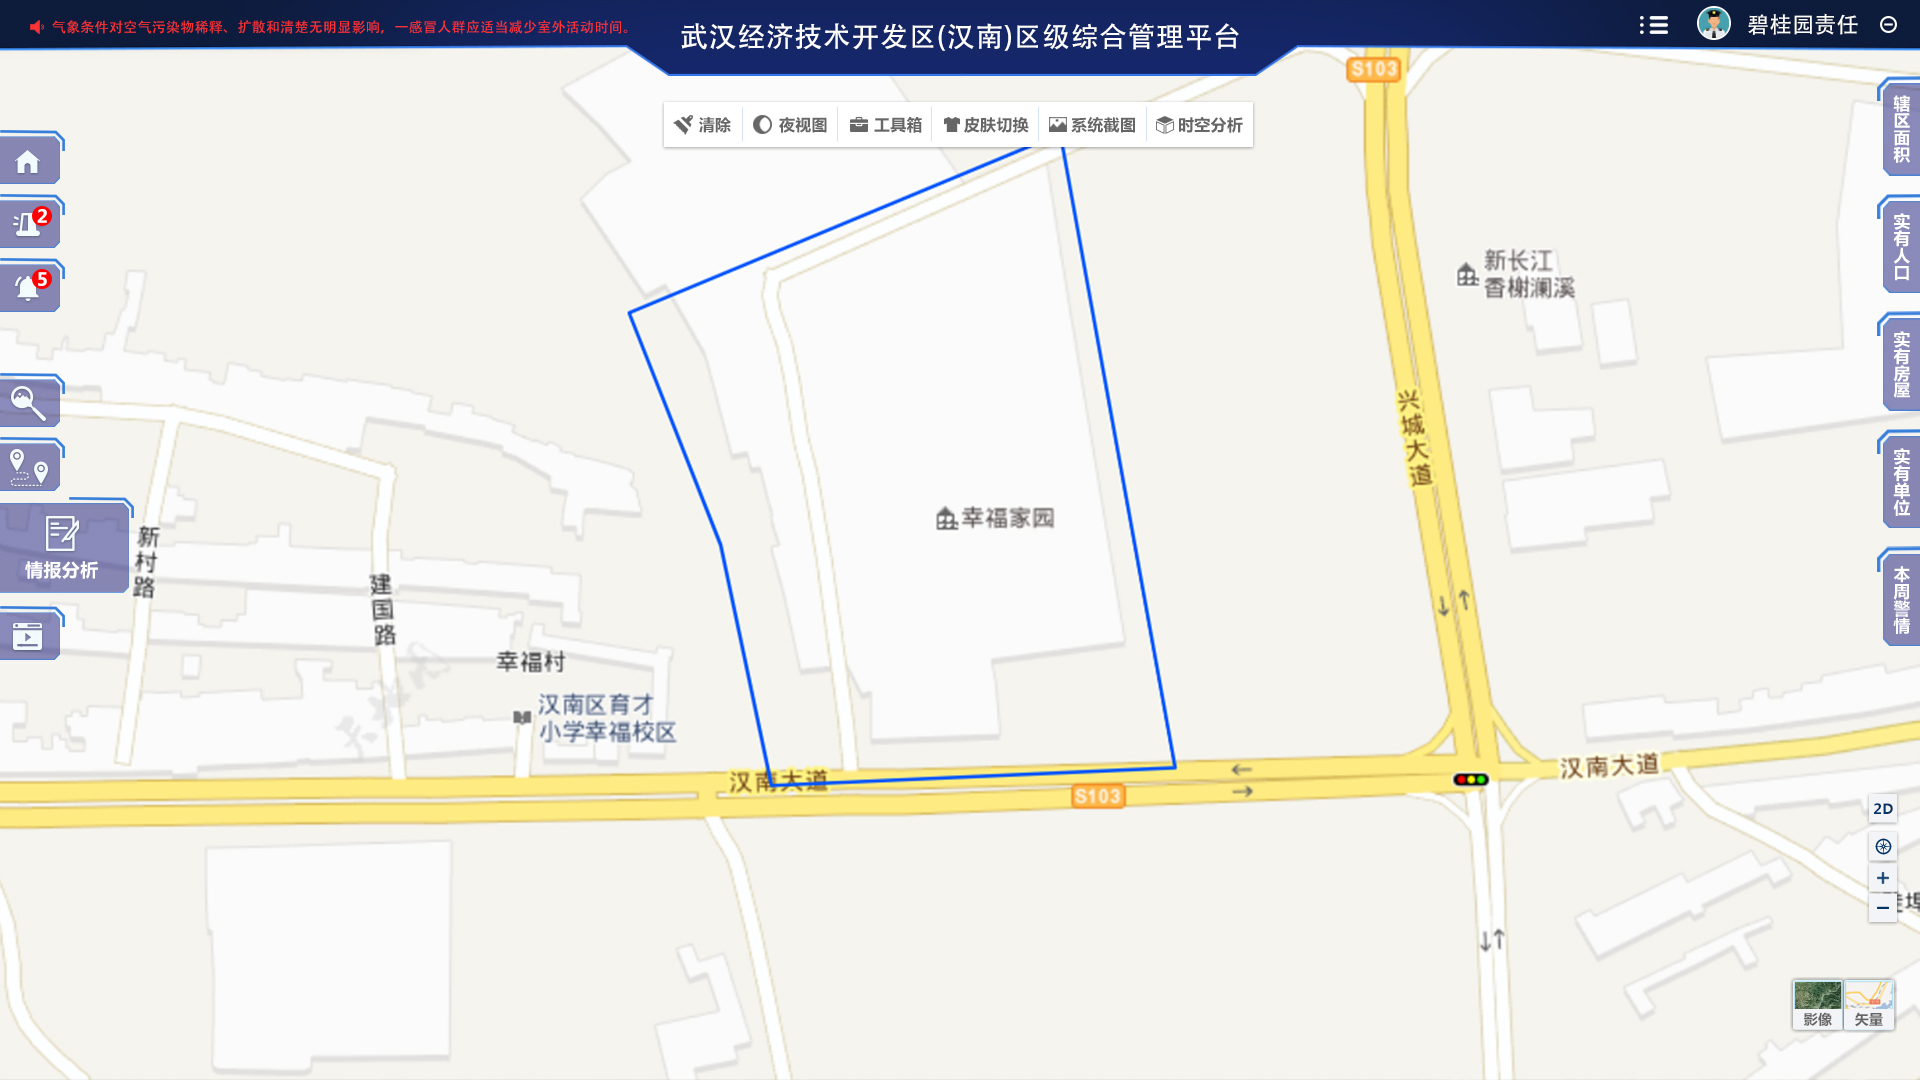 气象条件对空气污染物稀释、扩散和清楚无明显影响，一感冒人群应适当减少室外活动时间。
武汉经济技术开发区(汉南)区级综合管理平台
碧桂园责任
清除
夜视图
工具箱
皮肤切换
系统截图
时空分析
S103
辖区面积
实有人口
实有房屋
实有单位
本周警情
2
5
情报分析
新长江
香榭澜溪
兴城大道
幸福家园
新村路
建国路
幸福村
汉南区育才
小学幸福校区
汉南大道
S103
汉南大道
2D
埠
影像
矢量